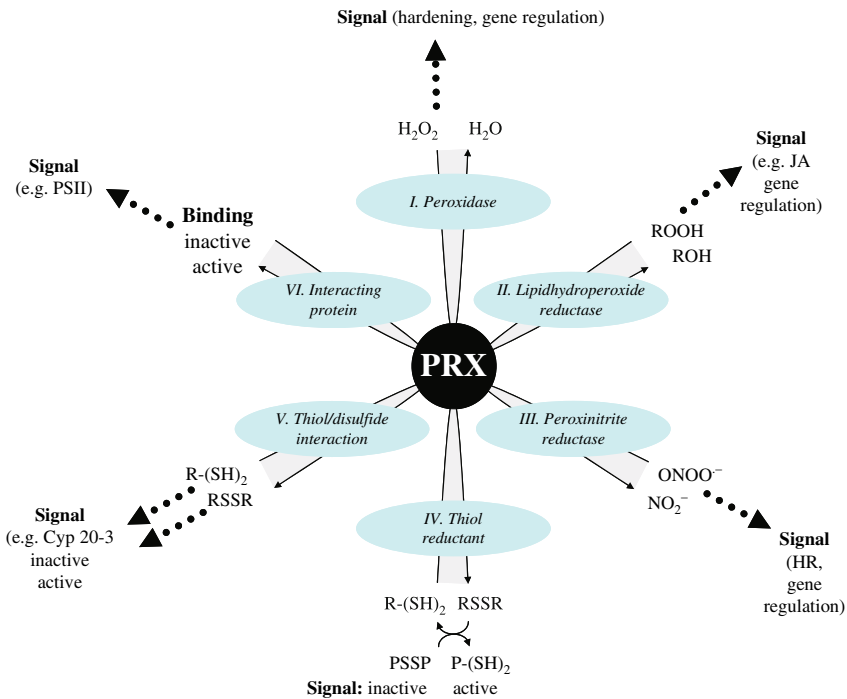 Signal (hardening, gene regulation)
H₂O₂ H₂O
I. Peroxidase
Signal
(e.g. JA
gene
regulation)
ROOH
ROH
II. Lipidhydroperoxide
reductase
Signal
(e.g. PSII)
Binding
inactive
active
VI. Interacting
protein
PRX
V. Thiol/disulfide
interaction
R-(SH)₂
RSSR
Signal
(e.g. Cyp 20-3
inactive
active
III. Peroxinitrite
reductase
ONOO·⁻
NO₂⁻
Signal
(HR,
gene
regulation)
IV. Thiol
reductant
R-(SH)₂ RSSR
PSSP P-(SH)₂
Signal: inactive active